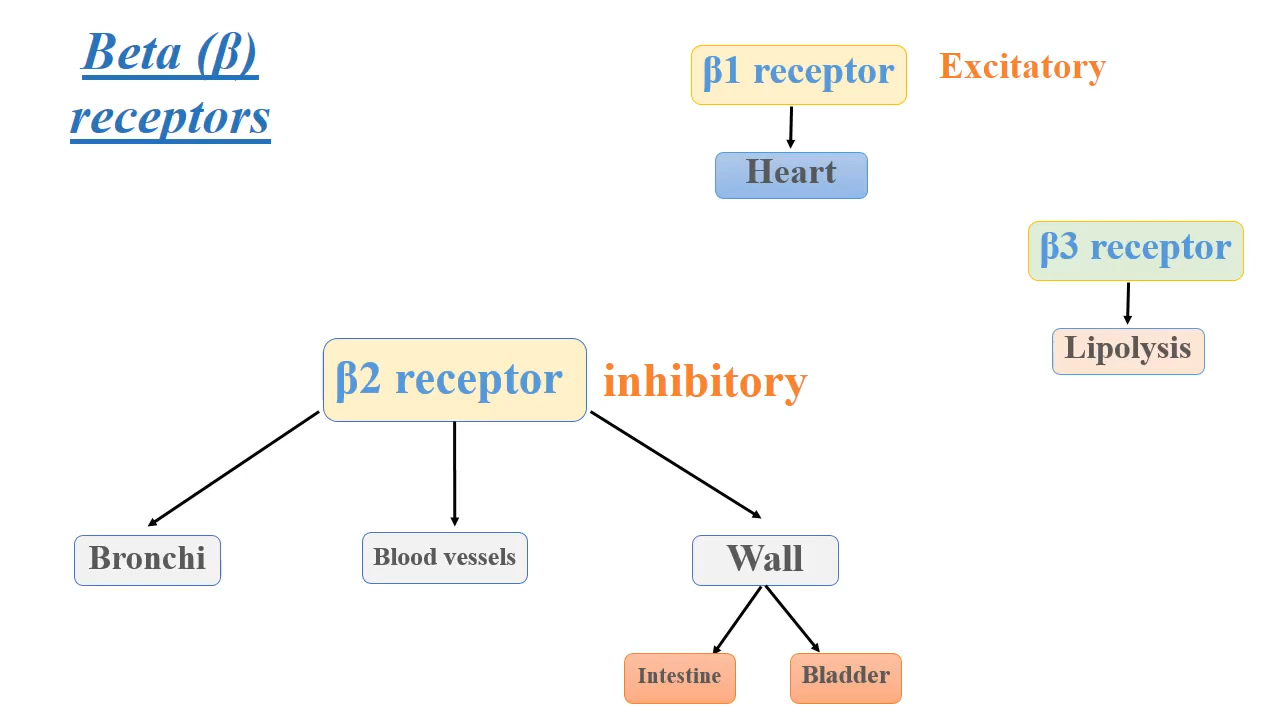 Beta (β)
receptors
β1 receptor
Excitatory
Heart
β3 receptor
Lipolysis
β2 receptor
inhibitory
Bronchi
Blood vessels
Wall
Intestine
Bladder